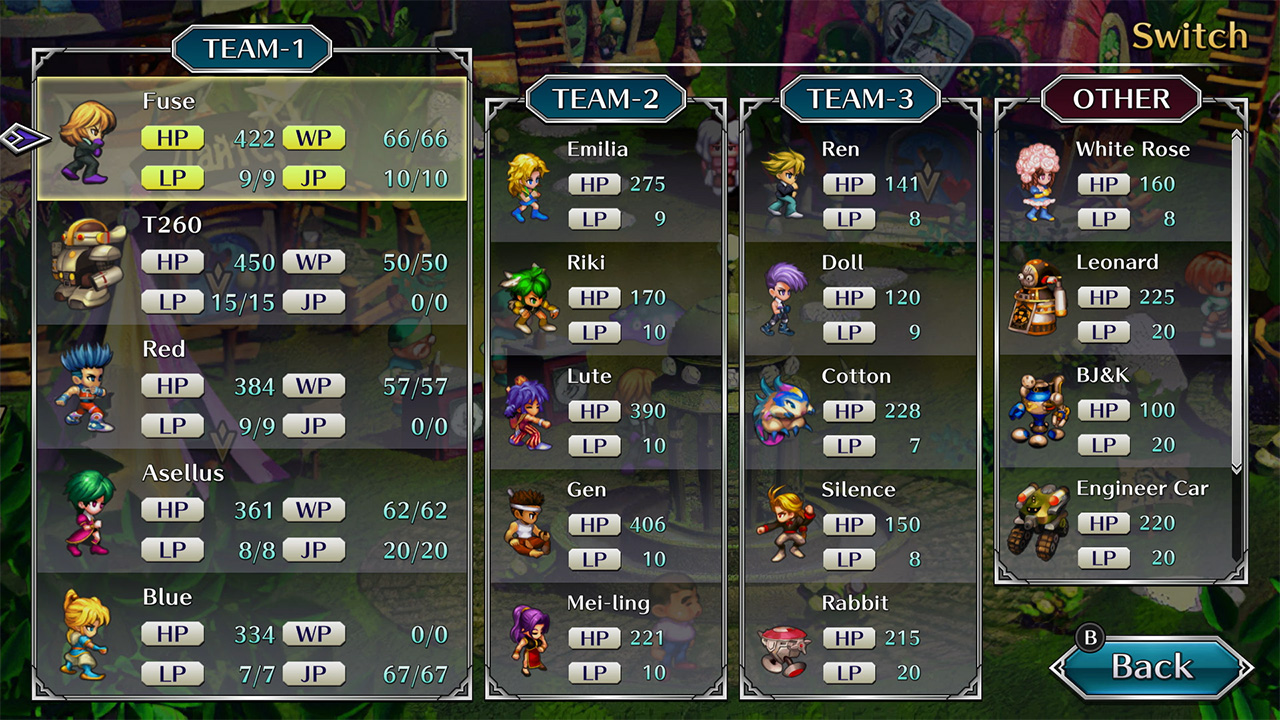 Switch
TEAM-1
Fuse
HP 422 WP 66/66
LP 9/9 JP 10/10
T260
HP 450 WP 50/50
LP 15/15 JP 0/0
Red
HP 384 WP 57/57
LP 9/9 JP 0/0
Asellus
HP 361 WP 62/62
LP 8/8 JP 20/20
Blue
HP 334 WP 0/0
LP 7/7 JP 67/67
TEAM-2
Emilia
HP 275
LP 9
Riki
HP 170
LP 10
Lute
HP 390
LP 10
Gen
HP 406
LP 10
Mei-ling
HP 221
LP 10
TEAM-3
Ren
HP 141
LP 8
Doll
HP 120
LP 9
Cotton
HP 228
LP 7
Silence
HP 150
LP 8
Rabbit
HP 215
LP 20
OTHER
White Rose
HP 160
LP 8
Leonard
HP 225
LP 20
BJ&K
HP 100
LP 20
Engineer Car
HP 220
LP 20
B
Back